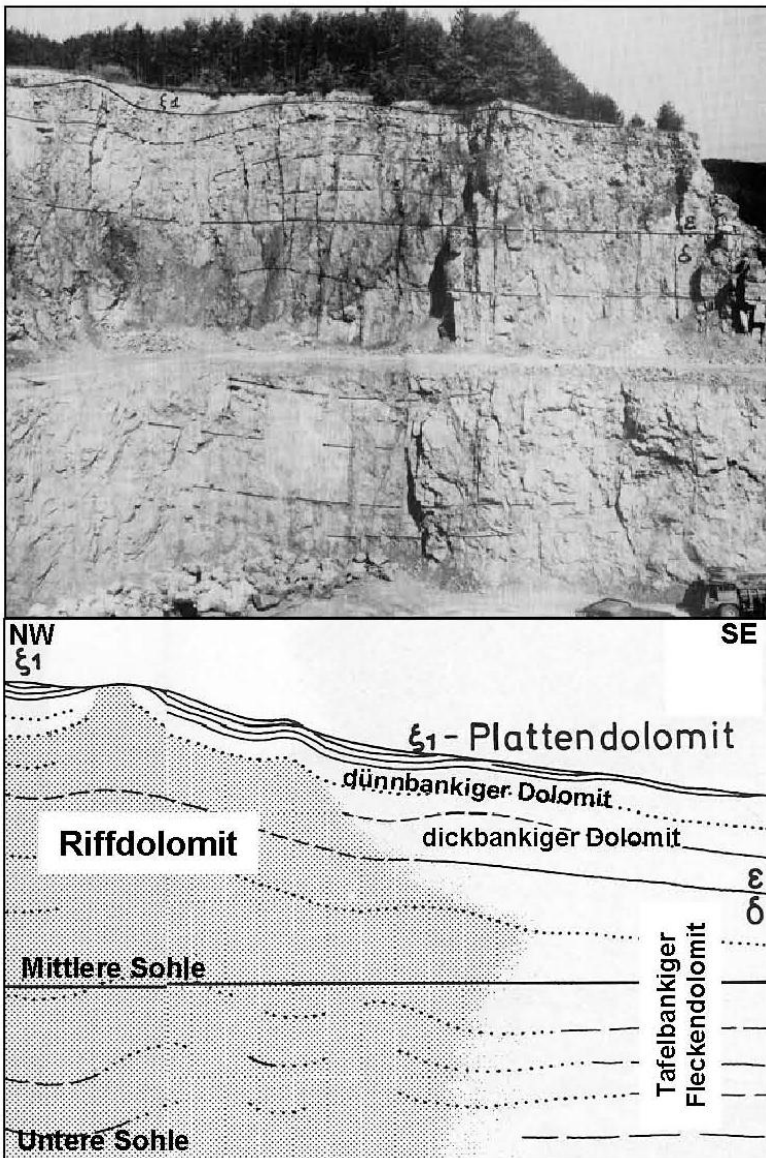 ξ1
ε
δ
NW
SE
ξ1
ξ1 - Plattendolomit
dünnbankiger Dolomit
dickbankiger Dolomit
Riffdolomit
ε
δ
Mittlere Sohle
Tafelbankiger
Fleckendolomit
Untere Sohle